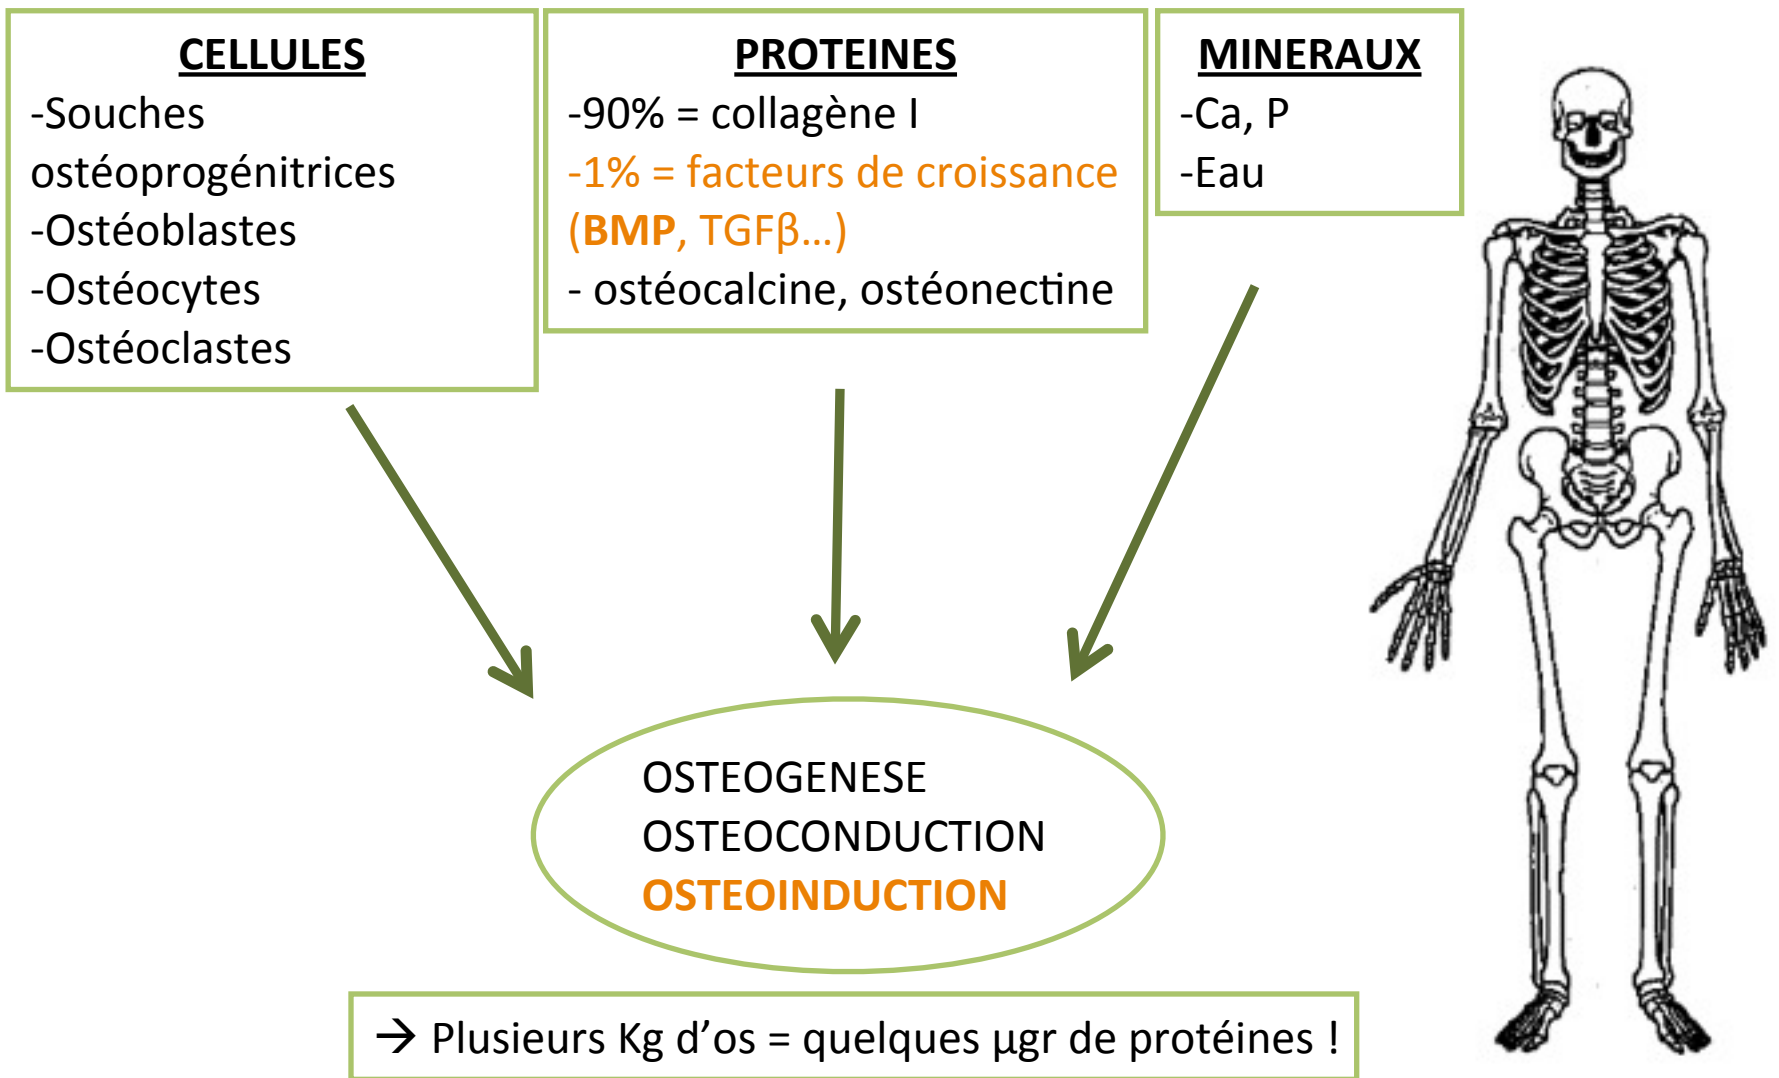 CELLULES
-Souches
ostéoprogénitrices
-Ostéoblastes
-Ostéocytes
-Ostéoclastes
PROTEINES
-90% = collagène I
-1% = facteurs de croissance
(BMP, TGFβ…)
- ostéocalcine, ostéonectine
MINERAUX
-Ca, P
-Eau
OSTEOGENESE
OSTEOCONDUCTION
OSTEOINDUCTION
→ Plusieurs Kg d’os = quelques µgr de protéines !